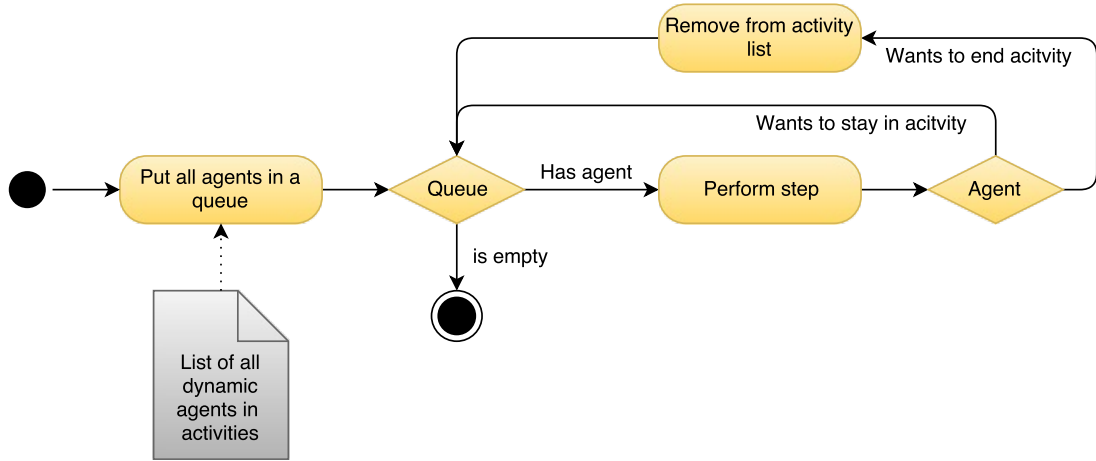 Remove from activity
list
Wants to end acitvity
Wants to stay in acitvity
Put all agents in a
queue
Queue
Has agent
Perform step
Agent
is empty
List of all
dynamic
agents in
activities